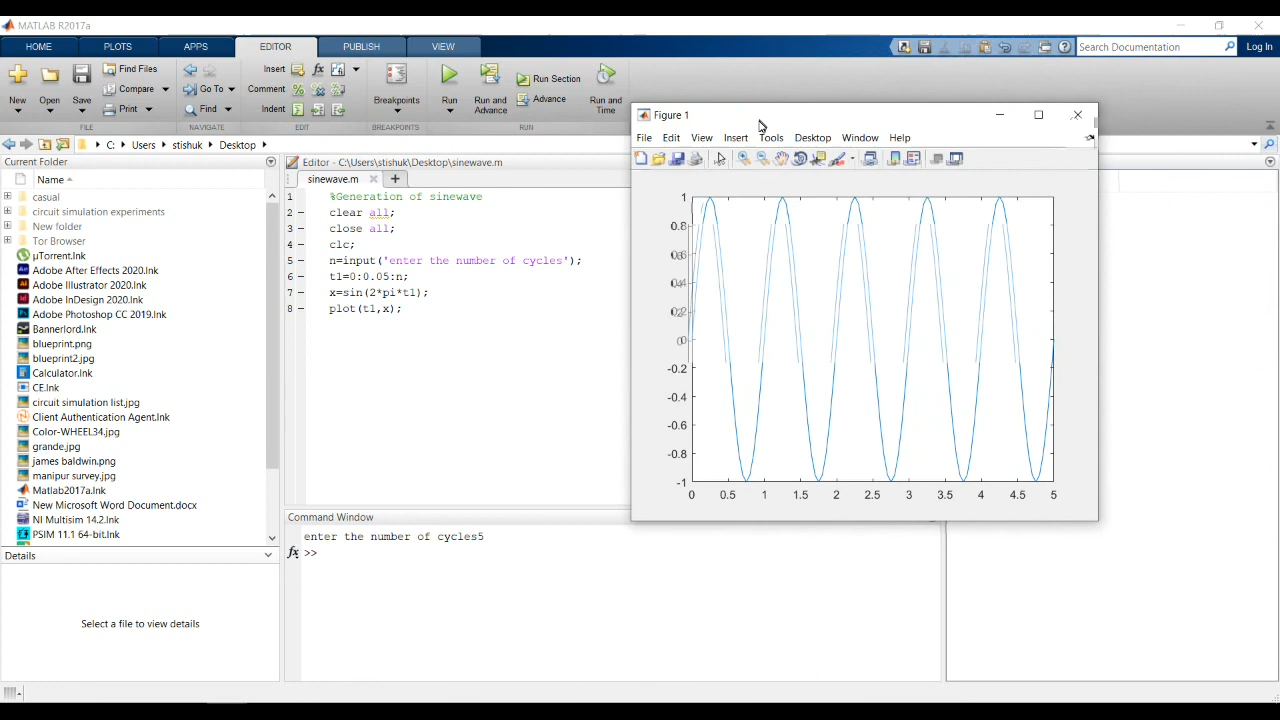 MATLAB R2017a
HOME PLOTS APPS EDITOR PUBLISH VIEW
Search Documentation
Log In
New
Open
Save
Find Files
Compare
Print
FILE
Go To
Find
NAVIGATE
Insert
Comment
Indent
EDIT
Breakpoints
BREAKPOINTS
Run
Run and
Advance
Run Section
Advance
Run and
Time
RUN
C: Users stishuk Desktop
Current Folder
Name
casual
circuit simulation experiments
New folder
Tor Browser
µTorrent.lnk
Adobe After Effects 2020.lnk
Adobe Illustrator 2020.lnk
Adobe InDesign 2020.lnk
Adobe Photoshop CC 2019.lnk
Bannerlord.lnk
blueprint.png
blueprint2.jpg
Calculator.lnk
CE.lnk
circuit simulation list.jpg
Client Authentication Agent.lnk
Color-WHEEL34.jpg
grande.jpg
james baldwin.png
manipur survey.jpg
Matlab2017a.lnk
New Microsoft Word Document.docx
NI Multisim 14.2.lnk
PSIM 11.1 64-bit.lnk
Details
Select a file to view details
Editor - C:\Users\stishuk\Desktop\sinewave.m
sinewave.m
1 %Generation of sinewave
2 – clear all;
3 – close all;
4 – clc;
5 – n=input('enter the number of cycles');
6 – t1=0:0.05:n;
7 – x=sin(2*pi*t1);
8 – plot(t1,x);
Command Window
enter the number of cycles5
fx >>
Figure 1
File Edit View Insert Tools Desktop Window Help
1
0.8
0.6
0.4
0.2
0
-0.2
-0.4
-0.6
-0.8
-1
0 0.5 1 1.5 2 2.5 3 3.5 4 4.5 5